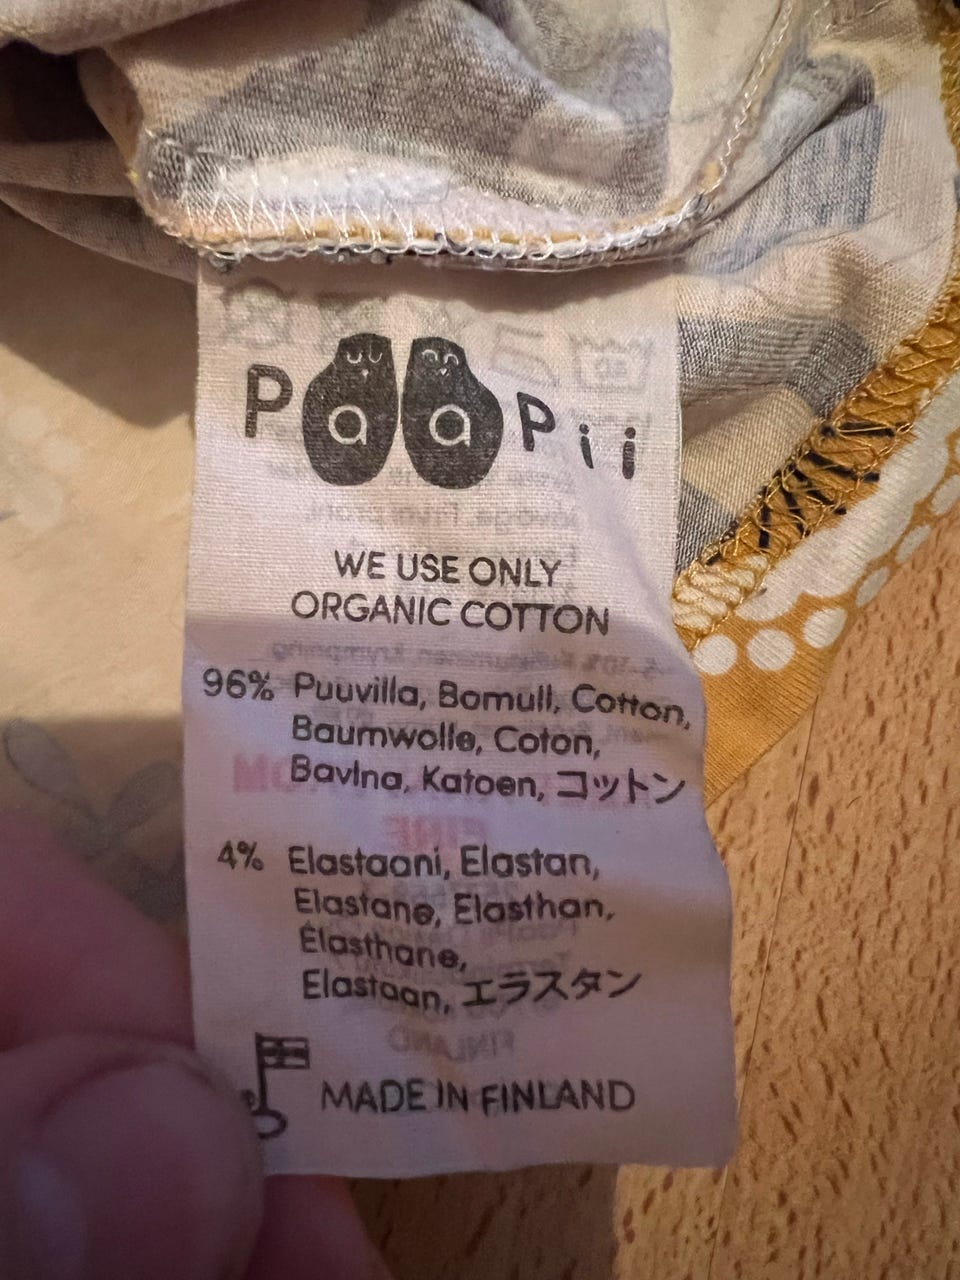 PaaPii
WE USE ONLY
ORGANIC COTTON
96% Puuvilla, Bomull, Cotton,
Baumwolle, Coton,
Bavlna, Katoen, コットン
4% Elastaani, Elastan,
Elastane, Elasthan,
Élasthane,
Elastaan, エラスタン
MADE IN FINLAND
FINLAND